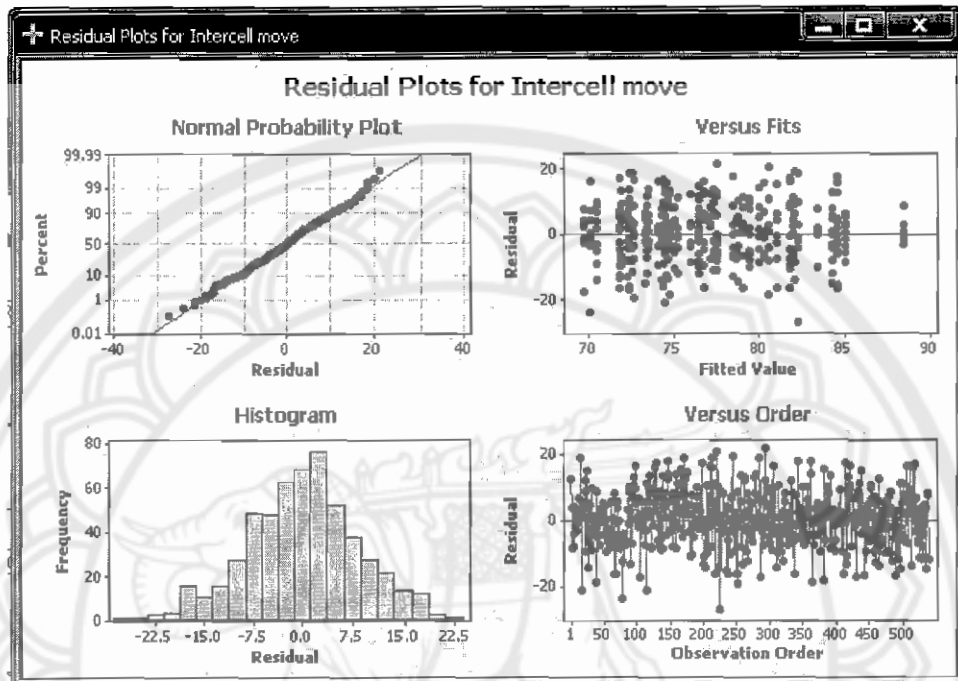 Residual Plots for Intercell move
Residual Plots for Intercell move
Normal Probability Plot
99.99
99
90
50
10
1
0.01
Percent
-40 -20 0 20 40
Residual
Versus Fits
20
0
-20
Residual
70 75 80 85 90
Fitted Value
Histogram
80
60
40
20
0
Frequency
-22.5 -15.0 -7.5 0.0 7.5 15.0 22.5
Residual
Versus Order
20
0
-20
Residual
1 50 100 150 200 250 300 350 400 450 500
Observation Order